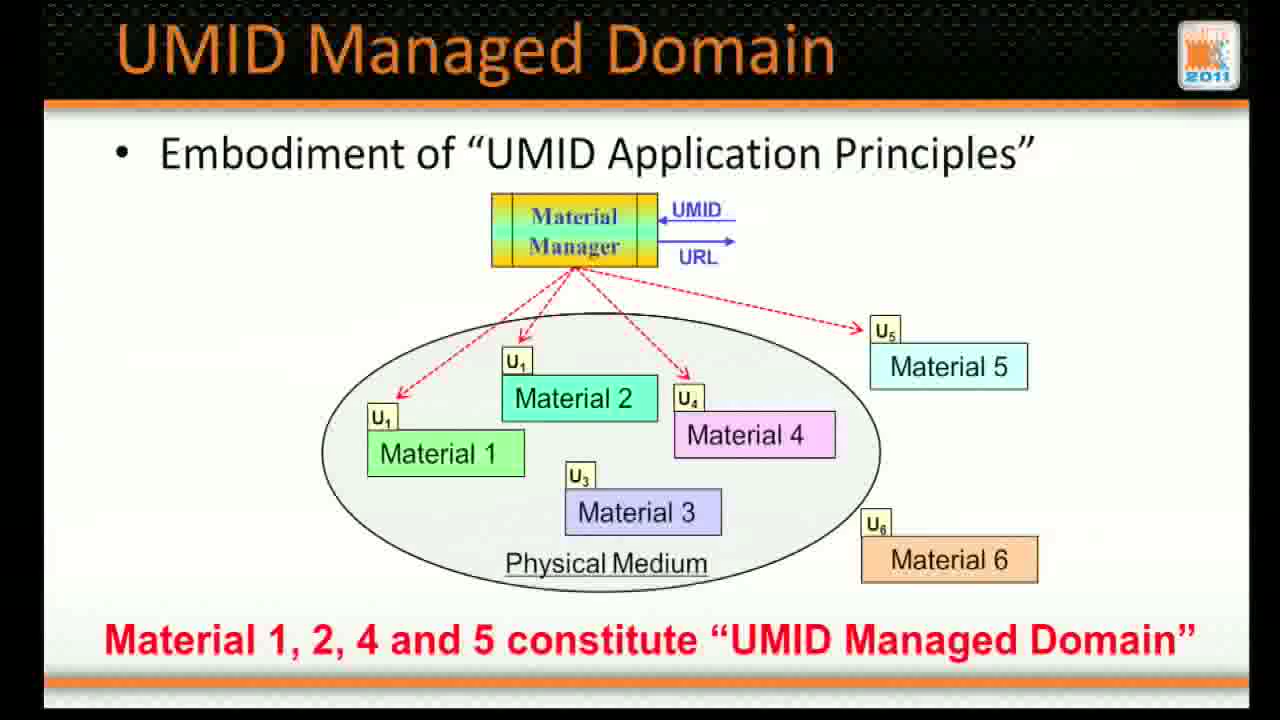 UMID Managed Domain
2011
• Embodiment of “UMID Application Principles”
Material
Manager
UMID
URL
U5
Material 5
U1
Material 2
U4
Material 4
U1
Material 1
U3
Material 3
U6
Material 6
Physical Medium
Material 1, 2, 4 and 5 constitute “UMID Managed Domain”